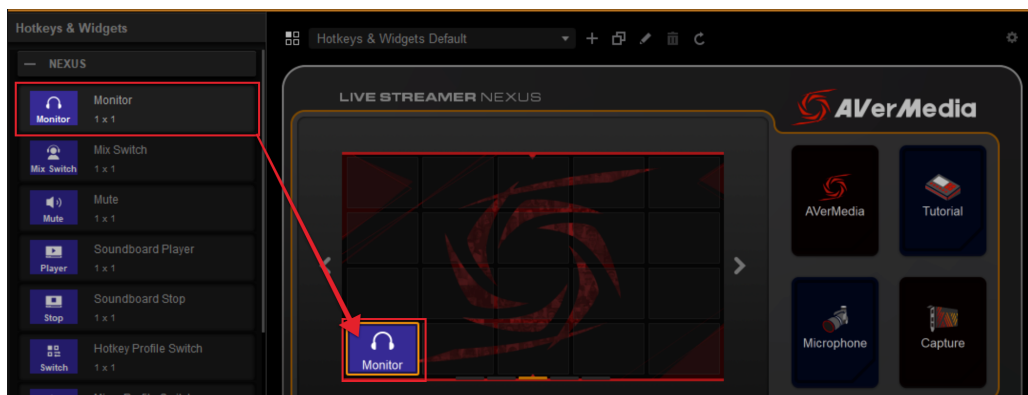 Hotkeys & Widgets
NEXUS
Monitor
Monitor
1 x 1
Mix Switch
Mix Switch
1 x 1
Mute
Mute
1 x 1
Player
Soundboard Player
1 x 1
Stop
Soundboard Stop
1 x 1
Switch
Hotkey Profile Switch
1 x 1
Hotkeys & Widgets Default
LIVE STREAMER NEXUS
AVerMedia
Monitor
AVerMedia
Tutorial
Microphone
Capture